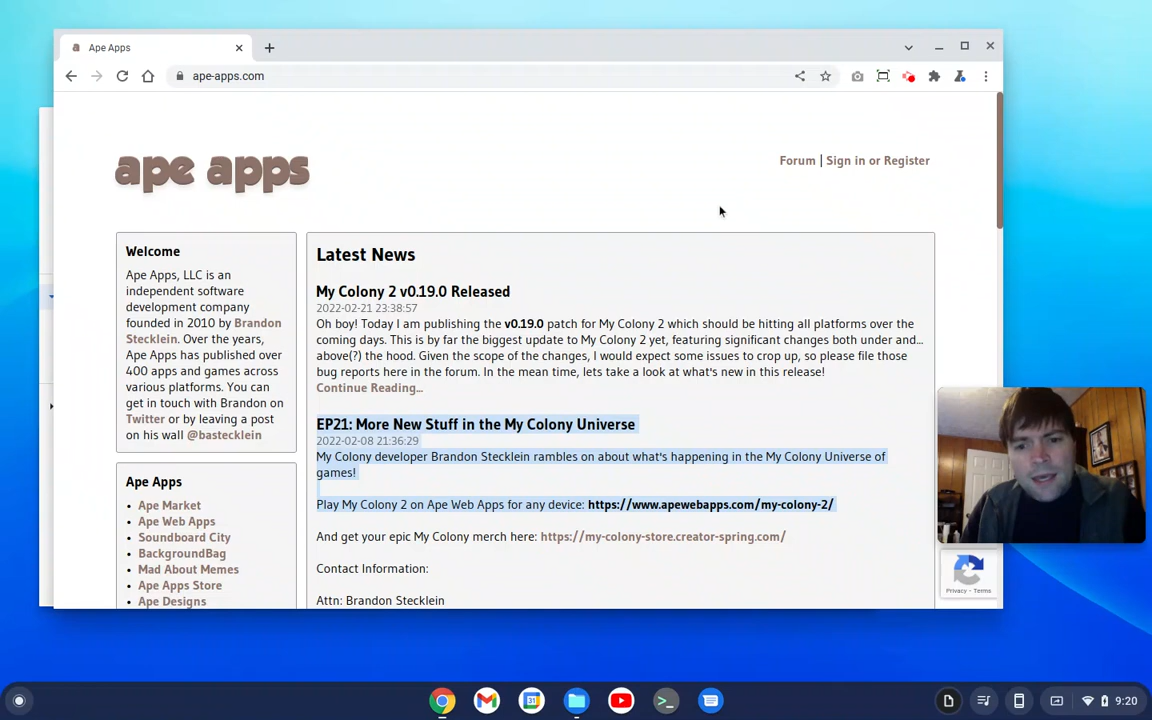 Ape Apps
ape-apps.com
ape apps
Forum | Sign in or Register
Welcome
Ape Apps, LLC is an
independent software
development company
founded in 2010 by Brandon
Stecklein. Over the years,
Ape Apps has published over
400 apps and games across
various platforms. You can
get in touch with Brandon on
Twitter or by leaving a post
on his wall @bastecklein
Ape Apps
Ape Market
Ape Web Apps
Soundboard City
BackgroundBag
Mad About Memes
Ape Apps Store
Ape Designs
Latest News
My Colony 2 v0.19.0 Released
2022-02-21 23:38:57
Oh boy! Today I am publishing the v0.19.0 patch for My Colony 2 which should be hitting all platforms over the
coming days. This is by far the biggest update to My Colony 2 yet, featuring significant changes both under and...
above(?) the hood. Given the scope of the changes, I would expect some issues to crop up, so please file those
bug reports here in the forum. In the mean time, lets take a look at what's new in this release!
Continue Reading...
EP21: More New Stuff in the My Colony Universe
2022-02-08 21:36:29
My Colony developer Brandon Stecklein rambles on about what's happening in the My Colony Universe of
games!
Play My Colony 2 on Ape Web Apps for any device: https://www.apewebapps.com/my-colony-2/
And get your epic My Colony merch here: https://my-colony-store.creator-spring.com/
Contact Information:
Attn: Brandon Stecklein
Privacy - Terms
9:20